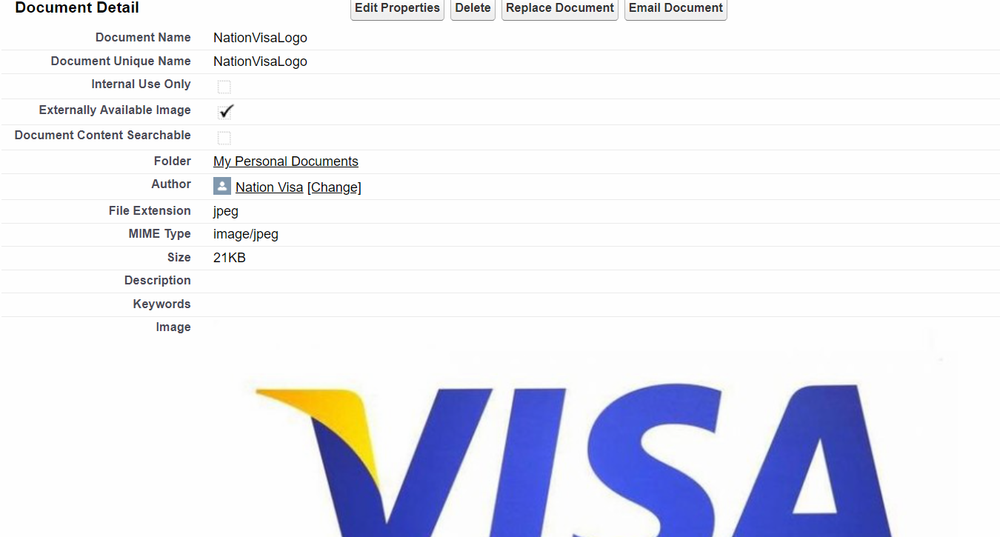 Document Detail
Edit Properties Delete Replace Document Email Document
Document Name NationVisaLogo
Document Unique Name NationVisaLogo
Internal Use Only
Externally Available Image
Document Content Searchable
Folder My Personal Documents
Author Nation Visa [Change]
File Extension jpeg
MIME Type image/jpeg
Size 21KB
Description
Keywords
Image
VISA